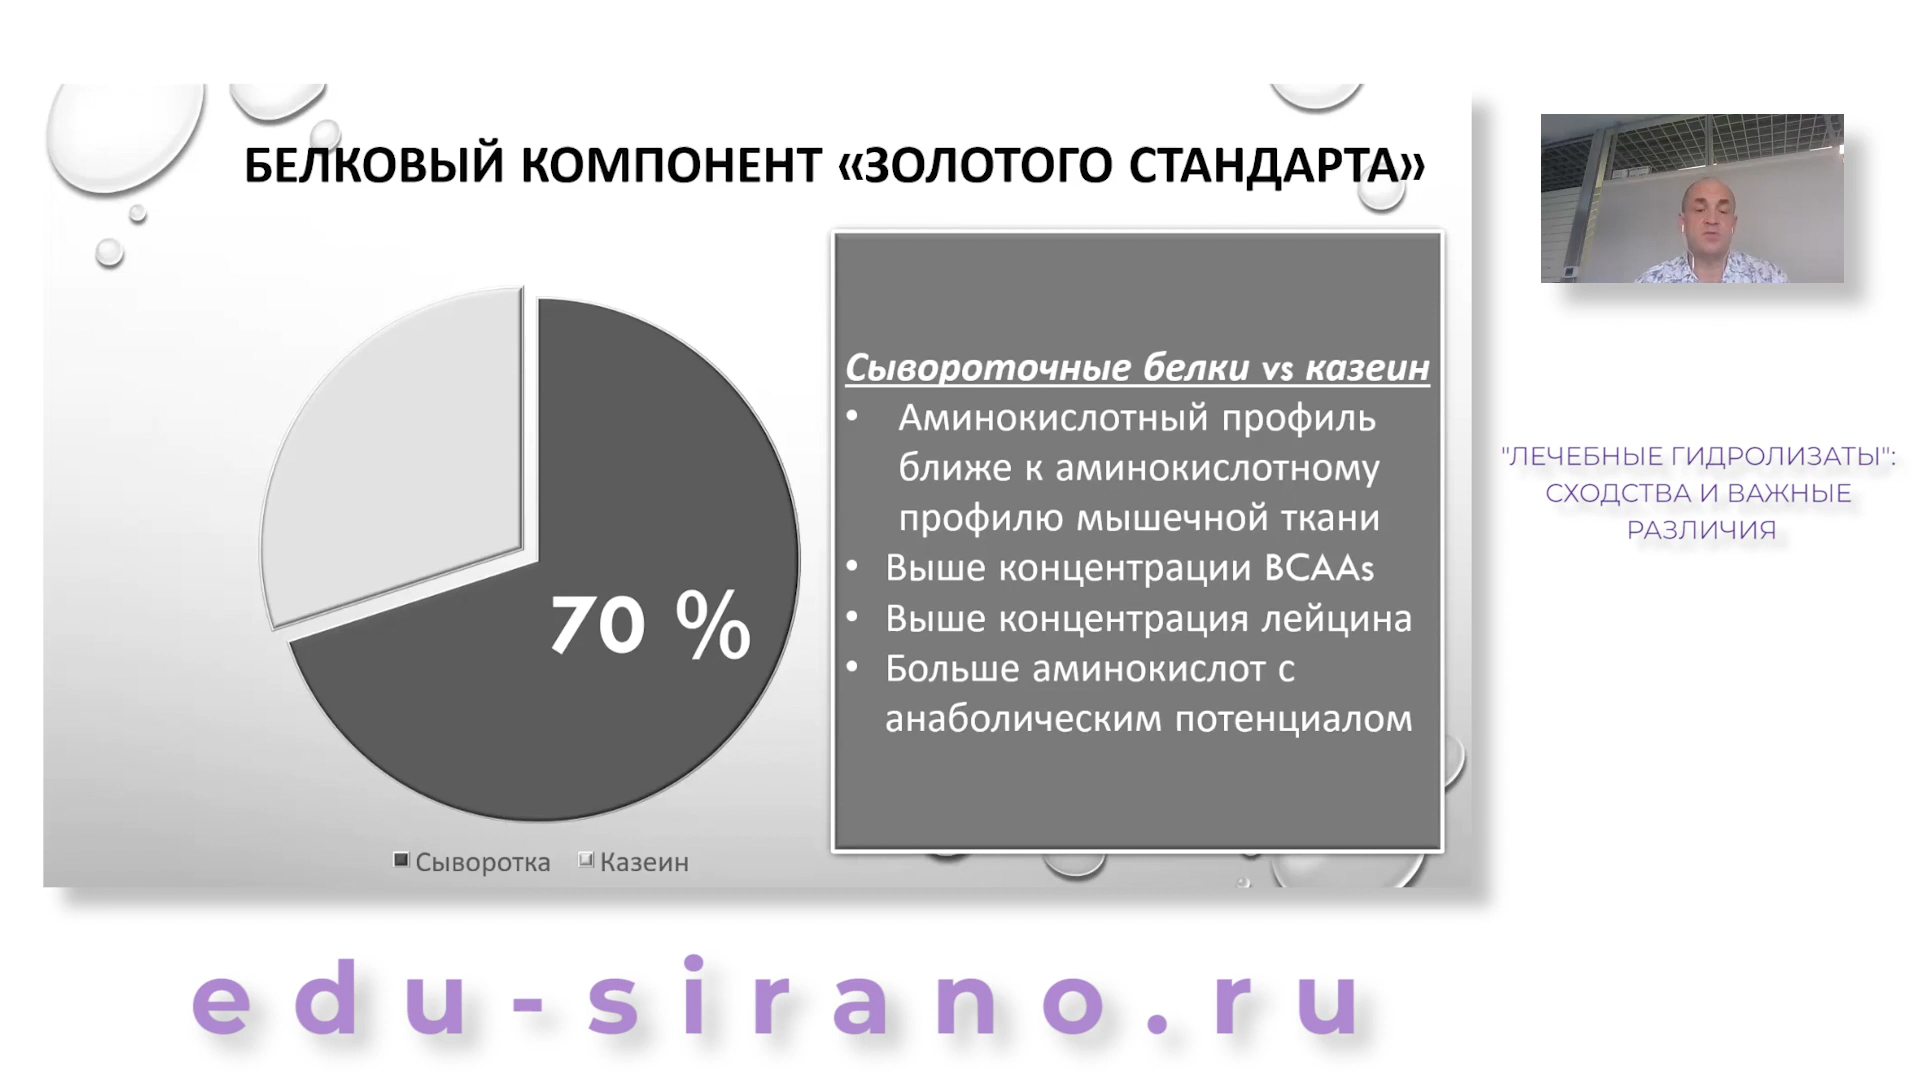 БЕЛКОВЫЙ КОМПОНЕНТ «ЗОЛОТОГО СТАНДАРТА»
70 %
Сыворотка Казеин
Сывороточные белки vs казеин
• Аминокислотный профиль
ближе к аминокислотному
профилю мышечной ткани
• Выше концентрации BCAAs
• Выше концентрация лейцина
• Больше аминокислот с
анаболическим потенциалом
"ЛЕЧЕБНЫЕ ГИДРОЛИЗАТЫ":
СХОДСТВА И ВАЖНЫЕ
РАЗЛИЧИЯ
edu-sirano.ru